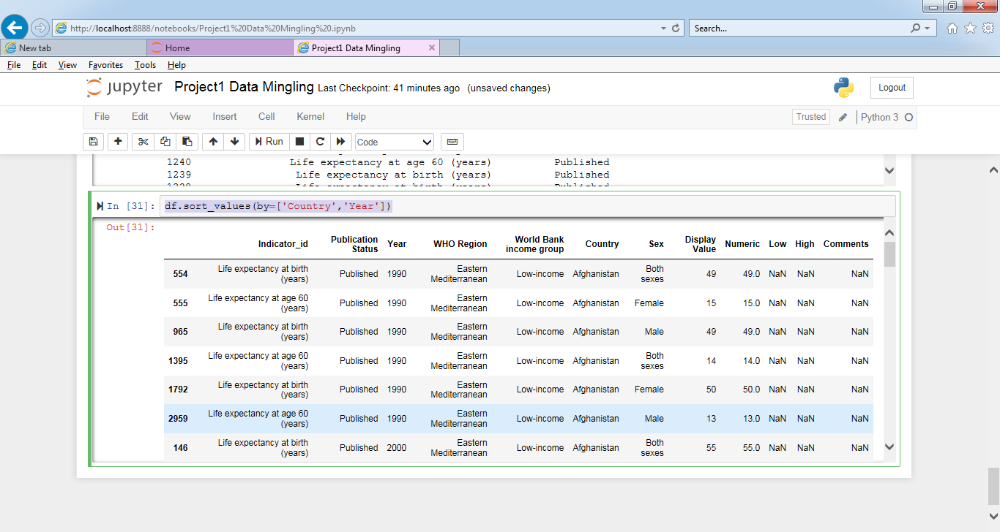 http://localhost:8888/notebooks/Project1%20Data%20Mingling%20.ipynb
Search...
New tab
Home
Project1 Data Mingling
File Edit View Favorites Tools Help
jupyter Project1 Data Mingling Last Checkpoint: 41 minutes ago (unsaved changes)
Logout
File Edit View Insert Cell Kernel Help
Trusted
Python 3
Run
Code
1240 Life expectancy at age 60 (years) Published
1239 Life expectancy at birth (years) Published
1238 Life expectancy at birth (years) Published
In [31]: df.sort_values(by=['Country','Year'])
Out[31]:
Indicator_id Publication Status Year WHO Region World Bank income group Country Sex Display Value Numeric Low High Comments
554 Life expectancy at birth (years) Published 1990 Eastern Mediterranean Low-income Afghanistan Both sexes 49 49.0 NaN NaN NaN
555 Life expectancy at age 60 (years) Published 1990 Eastern Mediterranean Low-income Afghanistan Female 15 15.0 NaN NaN NaN
965 Life expectancy at birth (years) Published 1990 Eastern Mediterranean Low-income Afghanistan Male 49 49.0 NaN NaN NaN
1395 Life expectancy at age 60 (years) Published 1990 Eastern Mediterranean Low-income Afghanistan Both sexes 14 14.0 NaN NaN NaN
1792 Life expectancy at birth (years) Published 1990 Eastern Mediterranean Low-income Afghanistan Female 50 50.0 NaN NaN NaN
2959 Life expectancy at age 60 (years) Published 1990 Eastern Mediterranean Low-income Afghanistan Male 13 13.0 NaN NaN NaN
146 Life expectancy at birth (years) Published 2000 Eastern Mediterranean Low-income Afghanistan Both sexes 55 55.0 NaN NaN NaN